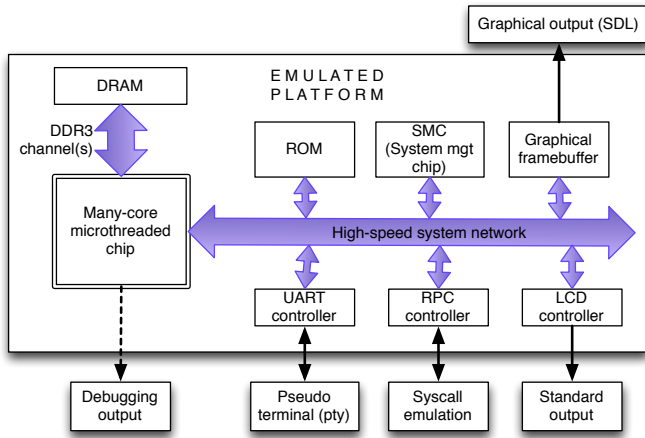 Graphical output (SDL)
EMULATED
PLATFORM
DRAM
DDR3
channel(s)
ROM
SMC
(System mgt
chip)
Graphical
framebuffer
Many-core
microthreaded
chip
High-speed system network
UART
controller
RPC
controller
LCD
controller
Debugging
output
Pseudo
terminal (pty)
Syscall
emulation
Standard
output